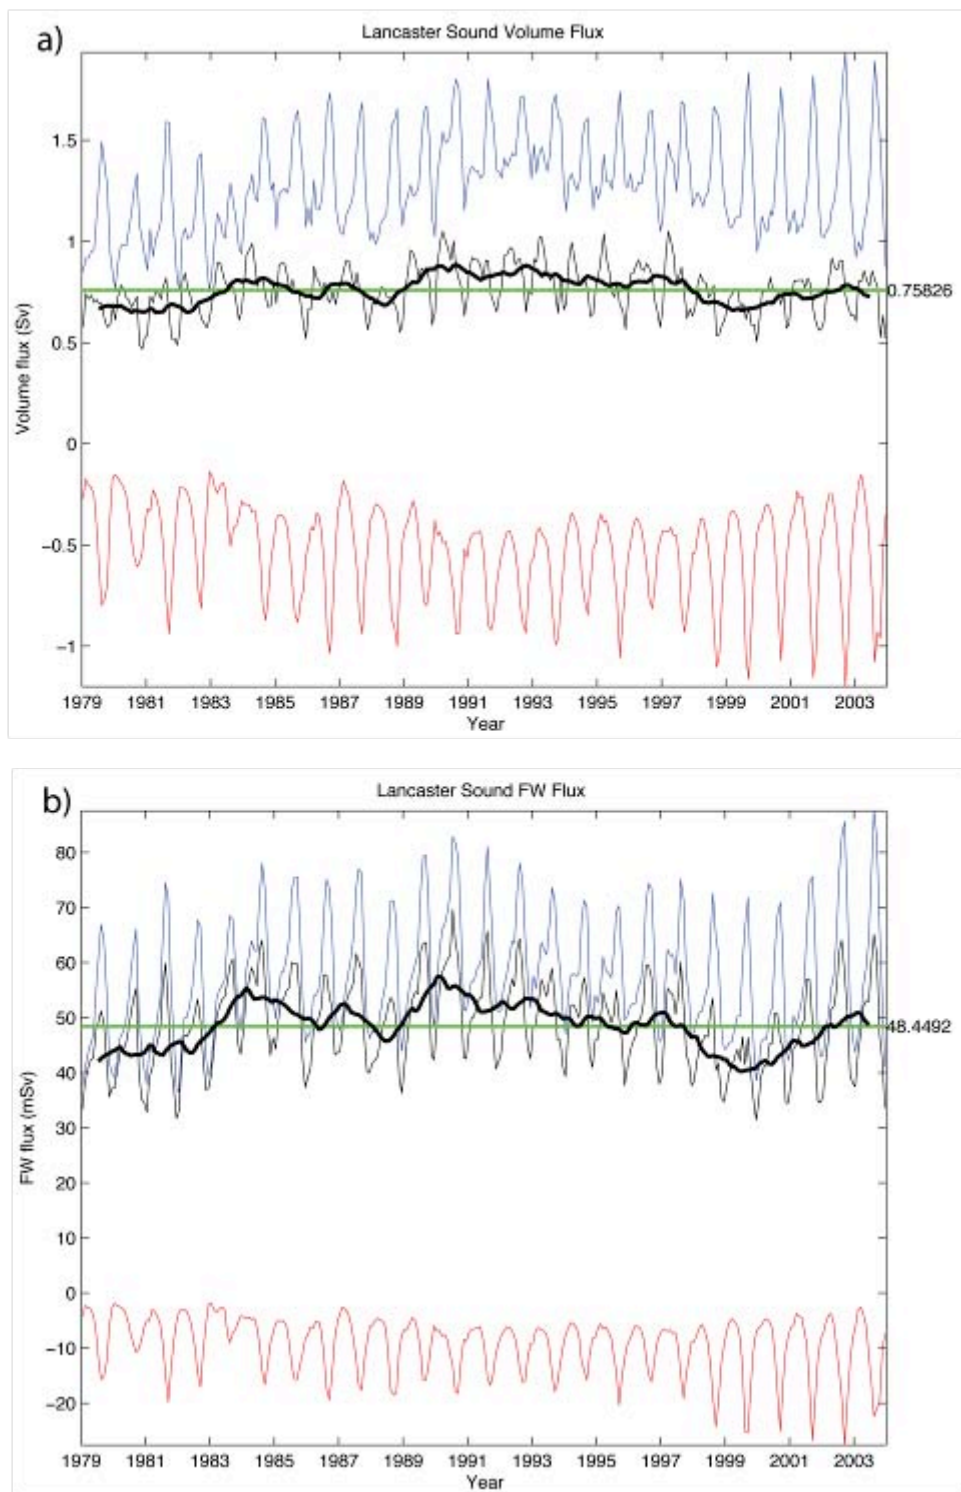 a)
Lancaster Sound Volume Flux
Volume flux (Sv)
1.5
1
0.5
0
−0.5
−1
0.75826
1979 1981 1983 1985 1987 1989 1991 1993 1995 1997 1999 2001 2003
Year
b)
Lancaster Sound FW Flux
FW flux (mSv)
80
70
60
50
40
30
20
10
0
−10
−20
48.4492
1979 1981 1983 1985 1987 1989 1991 1993 1995 1997 1999 2001 2003
Year